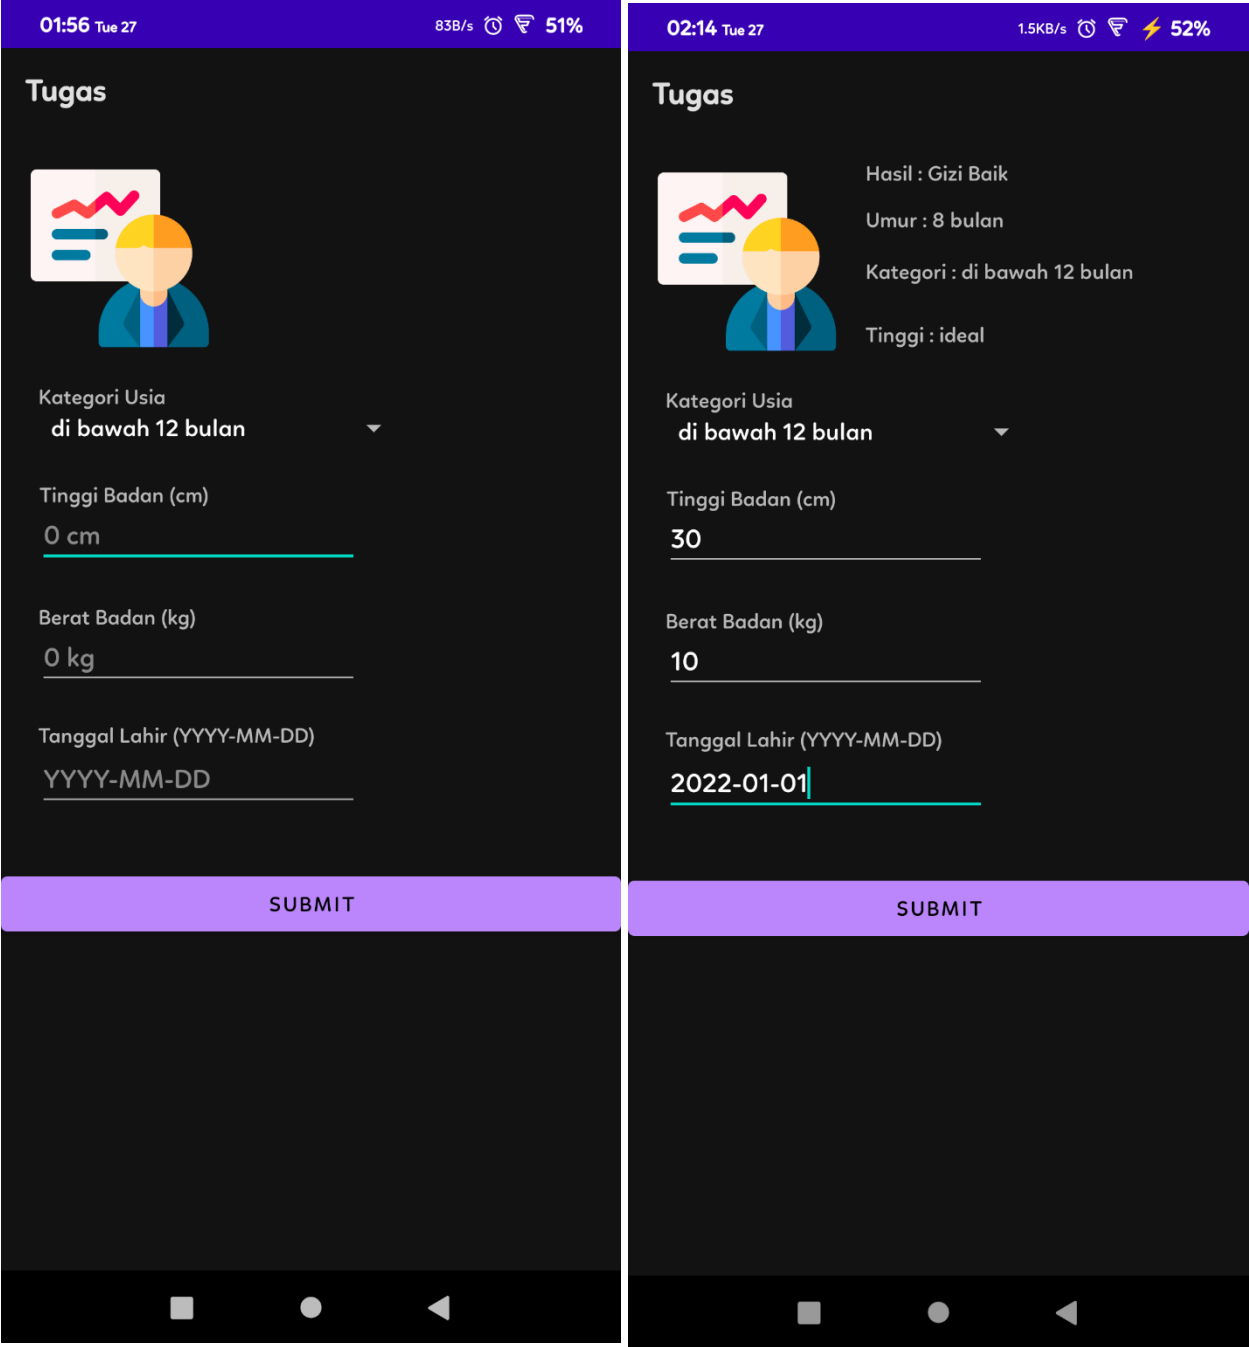 01:56 Tue 27 83B/s 51%
Tugas
Kategori Usia
di bawah 12 bulan
Tinggi Badan (cm)
0 cm
Berat Badan (kg)
0 kg
Tanggal Lahir (YYYY-MM-DD)
YYYY-MM-DD
SUBMIT
02:14 Tue 27 1.5KB/s 52%
Tugas
Hasil : Gizi Baik
Umur : 8 bulan
Kategori : di bawah 12 bulan
Tinggi : ideal
Kategori Usia
di bawah 12 bulan
Tinggi Badan (cm)
30
Berat Badan (kg)
10
Tanggal Lahir (YYYY-MM-DD)
2022-01-01
SUBMIT